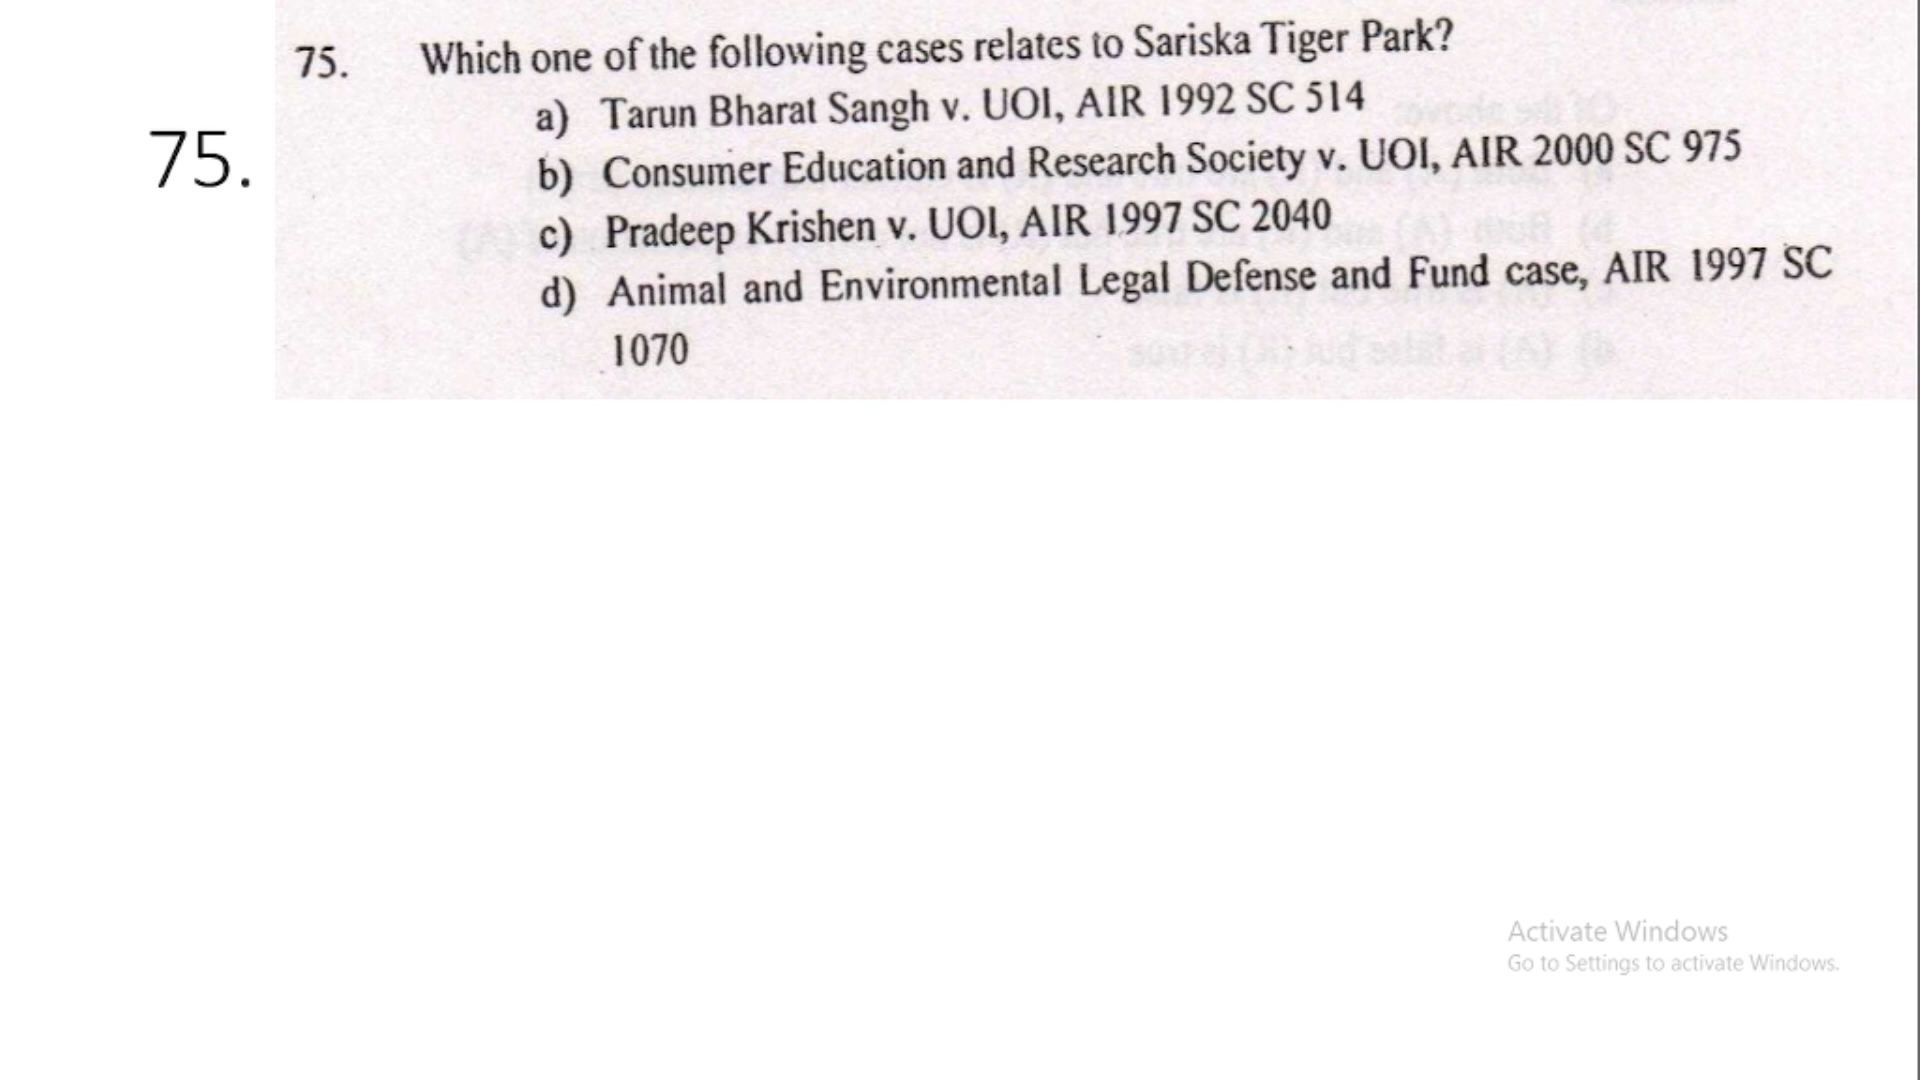 75. Which one of the following cases relates to Sariska Tiger Park?
a) Tarun Bharat Sangh v. UOI, AIR 1992 SC 514
75.
b) Consumer Education and Research Society v. UOI, AIR 2000 SC 975
c) Pradeep Krishen v. UOI, AIR 1997 SC 2040
d) Animal and Environmental Legal Defense and Fund case, AIR 1997 SC
1070
Activate Windows
Go to Settings to activate Windows.